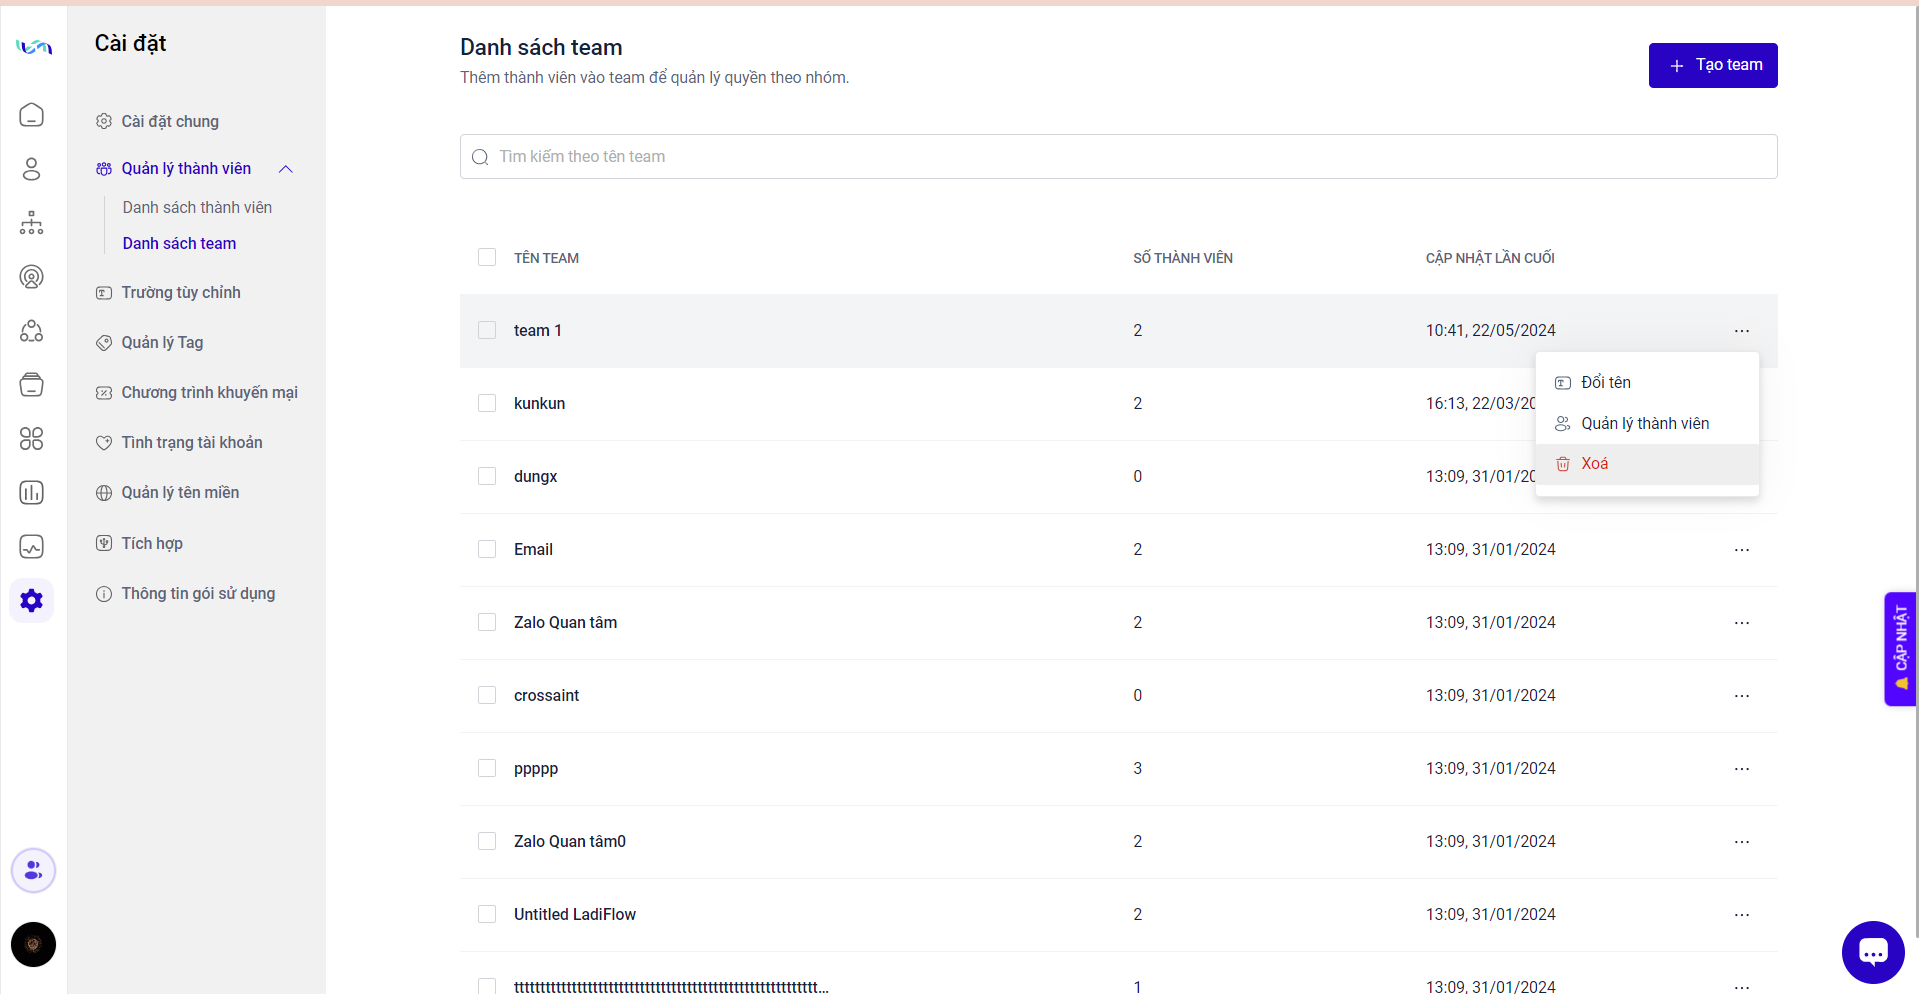 Cài đặt
Cài đặt chung
Quản lý thành viên
Danh sách thành viên
Danh sách team
Trường tùy chỉnh
Quản lý Tag
Chương trình khuyến mại
Tình trạng tài khoản
Quản lý tên miền
Tích hợp
Thông tin gói sử dụng
Danh sách team
Thêm thành viên vào team để quản lý quyền theo nhóm.
Tạo team
Tìm kiếm theo tên team
TÊN TEAM SỐ THÀNH VIÊN CẬP NHẬT LẦN CUỐI
team 1 2 10:41, 22/05/2024
kunkun 2 16:13, 22/03/20
dungx 0 13:09, 31/01/20
Đổi tên
Quản lý thành viên
Xoá
Email 2 13:09, 31/01/2024
Zalo Quan tâm 2 13:09, 31/01/2024
crossaint 0 13:09, 31/01/2024
ppppp 3 13:09, 31/01/2024
Zalo Quan tâm0 2 13:09, 31/01/2024
Untitled LadiFlow 2 13:09, 31/01/2024
1 13:09, 31/01/2024
CẬP NHẬT